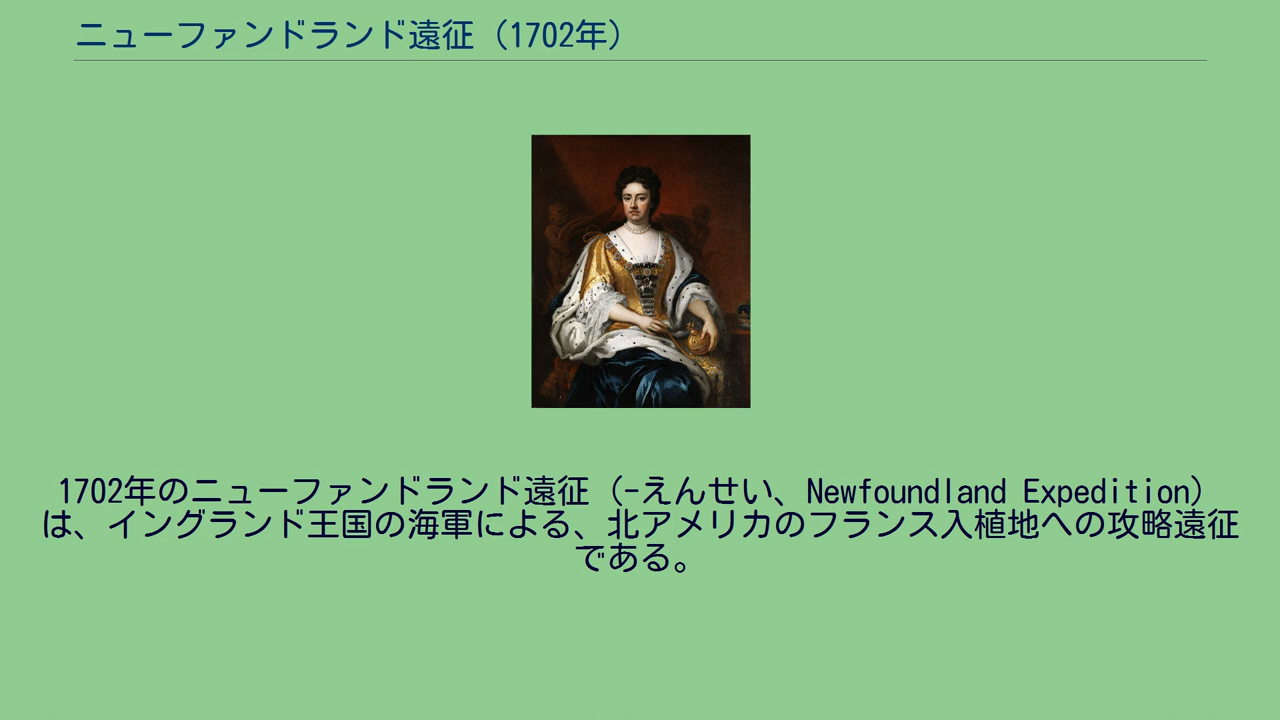 ニューファンドランド遠征（1702年）
1702年のニューファンドランド遠征（-えんせい、Newfoundland Expedition）
は、イングランド王国の海軍による、北アメリカのフランス入植地への攻略遠征
である。